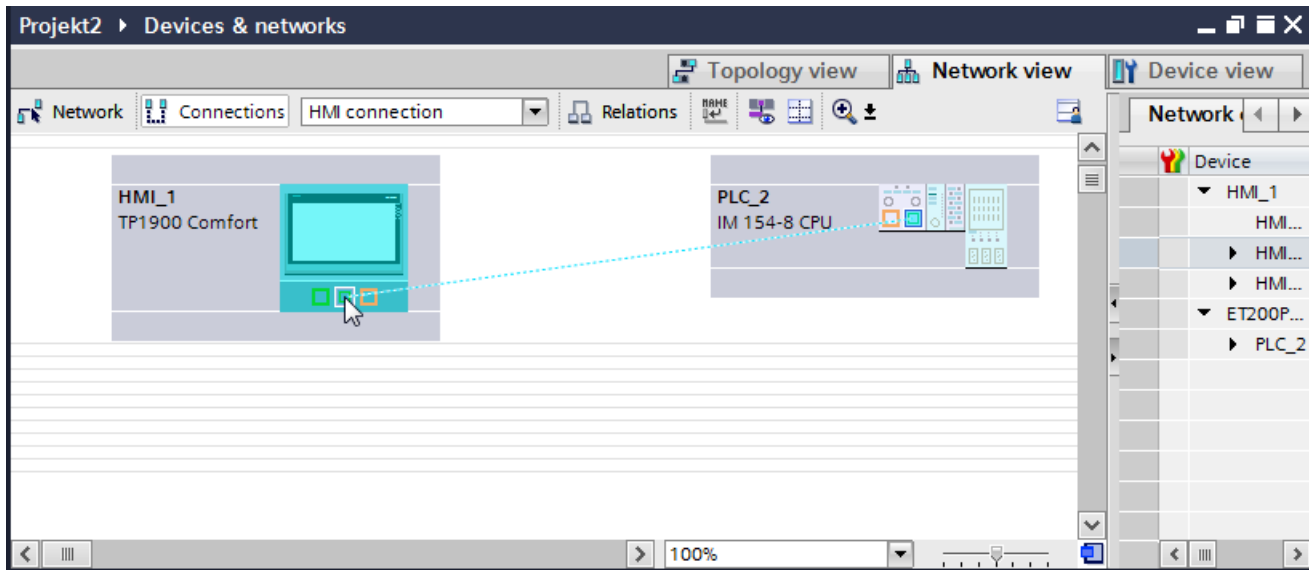 Projekt2 ▸ Devices & networks
Topology view
Network view
Device view
Network
Connections
HMI connection
Relations
NAME
Network
Device
HMI_1
TP1900 Comfort
PLC_2
IM 154-8 CPU
HMI_1
HMI...
HMI...
HMI...
ET200P...
PLC_2
100%